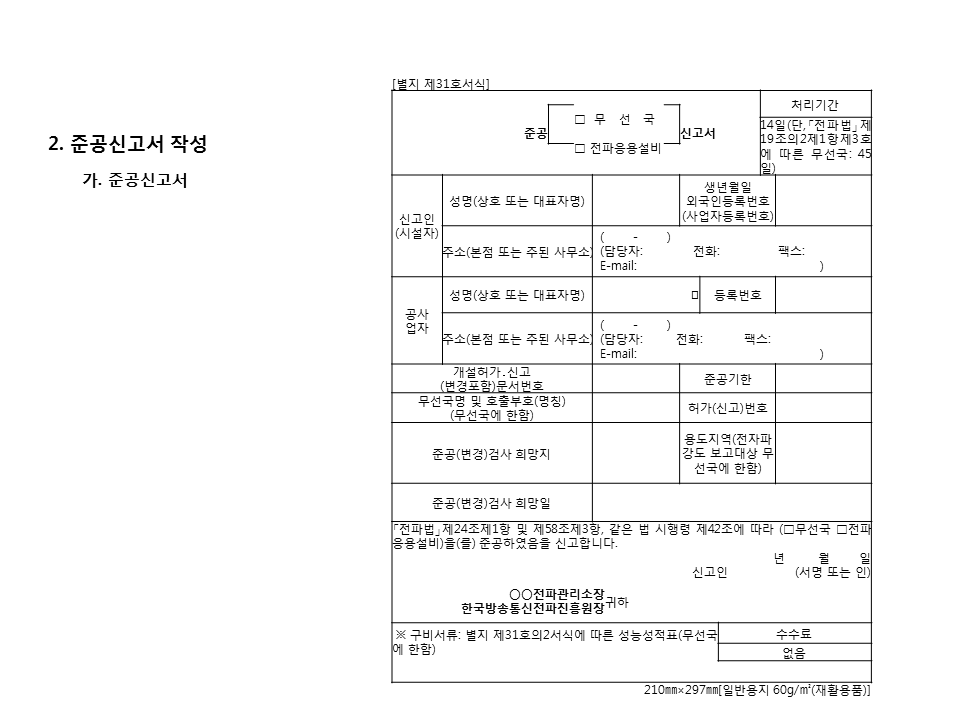 2. 준공신고서 작성
가. 준공신고서
[별지 제31호서식]
준공
□ 무 선 국
□ 전파응용설비
신고서
처리기간
14일(단,「전파법」제
19조의2제1항제3호
에 따른 무선국: 45
일)
신고인
(시설자)
성명(상호 또는 대표자명)
생년월일
외국인등록번호
(사업자등록번호)
주소(본점 또는 주된 사무소)
( - )
(담당자: 전화: 팩스:
E-mail: )
공사
업자
성명(상호 또는 대표자명)
□
등록번호
주소(본점 또는 주된 사무소)
( - )
(담당자: 전화: 팩스:
E-mail: )
개설허가.신고
(변경포함)문서번호
준공기한
무선국명 및 호출부호(명칭)
(무선국에 한함)
허가(신고)번호
준공(변경)검사 희망지
용도지역(전자파
강도 보고대상 무
선국에 한함)
준공(변경)검사 희망일
「전파법」제24조제1항 및 제58조제3항, 같은 법 시행령 제42조에 따라 (□무선국 □전파
응용설비)을(를) 준공하였음을 신고합니다.
년 월 일
신고인 (서명 또는 인)
○○전파관리소장
한국방송통신전파진흥원장
귀하
※ 구비서류: 별지 제31호의2서식에 따른 성능성적표(무선국
에 한함)
수수료
없음
210㎜×297㎜[일반용지 60g/㎡(재활용품)]